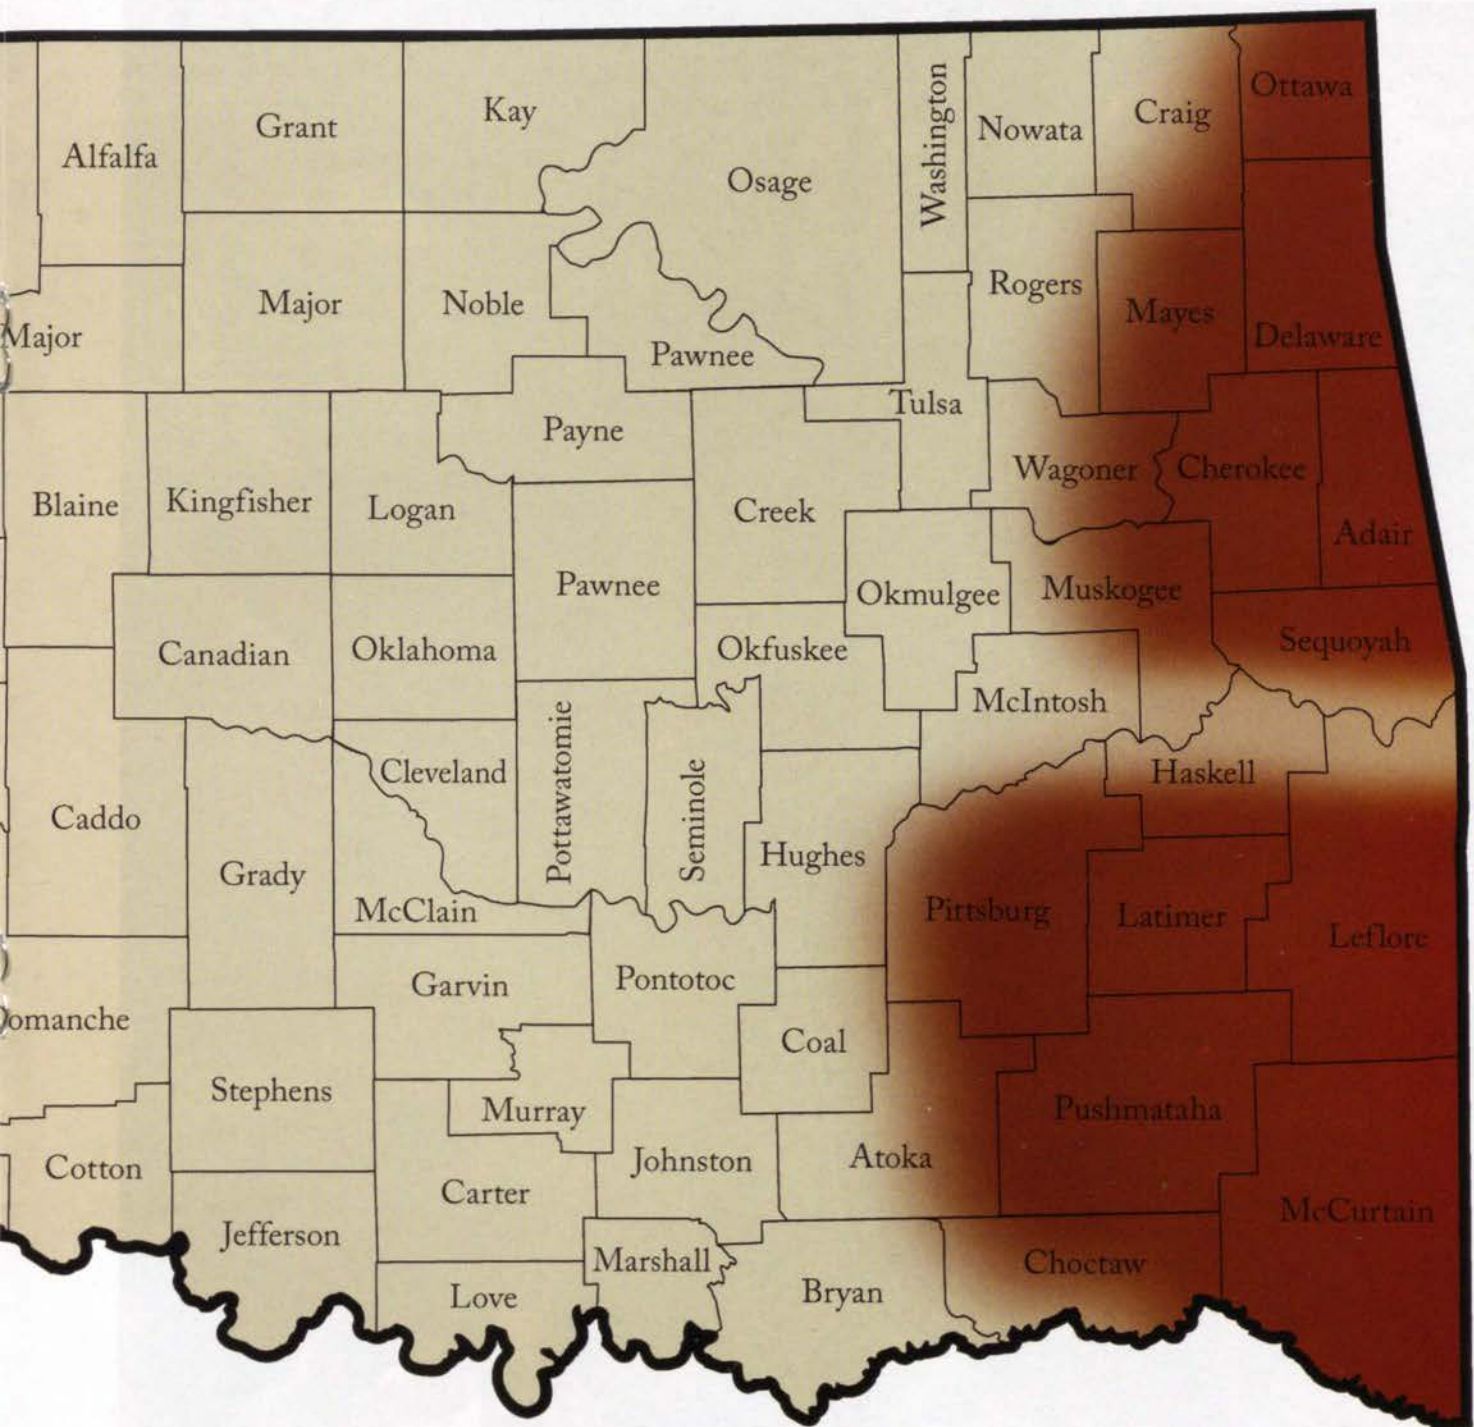 Ottawa
Kay
Craig
Grant
Nowata
Washington
Alfalfa
Osage
Rogers
Major
Noble
Mayes
Major
Delaware
Pawnee
Tulsa
Payne
Wagoner
Cherokee
Blaine
Kingfisher
Logan
Creek
Adair
Pawnee
Okmulgee
Muskogee
Canadian
Oklahoma
Okfuskee
Sequoyah
McIntosh
Cleveland
Pottawatomie
Seminole
Haskell
Caddo
Grady
Hughes
McClain
Pittsburg
Latimer
Leflore
Garvin
Pontotoc
omanche
Coal
Stephens
Murray
Pushmataha
Cotton
Johnston
Atoka
Carter
McCurtain
Jefferson
Marshall
Choctaw
Love
Bryan